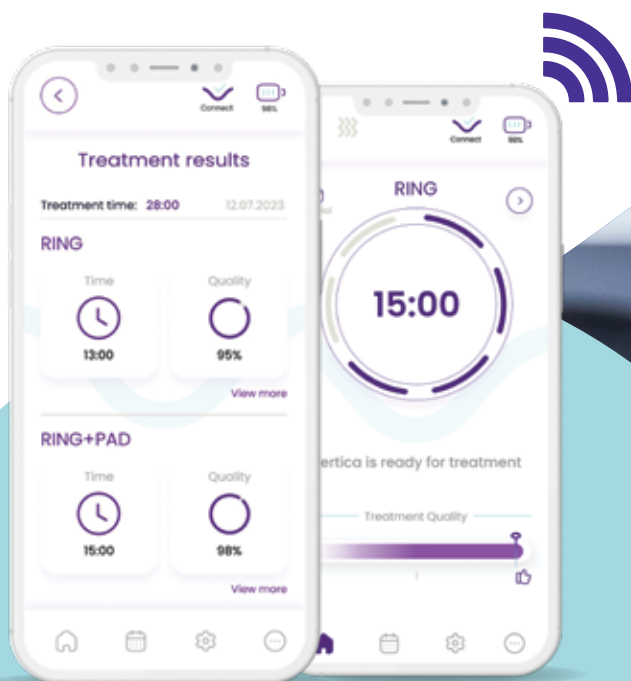 Connect
98%
Treatment results
Treatment time: 28:00 12.07.2023
RING
Time Quality
13:00 95%
View more
RING+PAD
Time Quality
15:00 98%
View more
Connect
98%
RING
15:00
ertica is ready for treatment
Treatment Quality